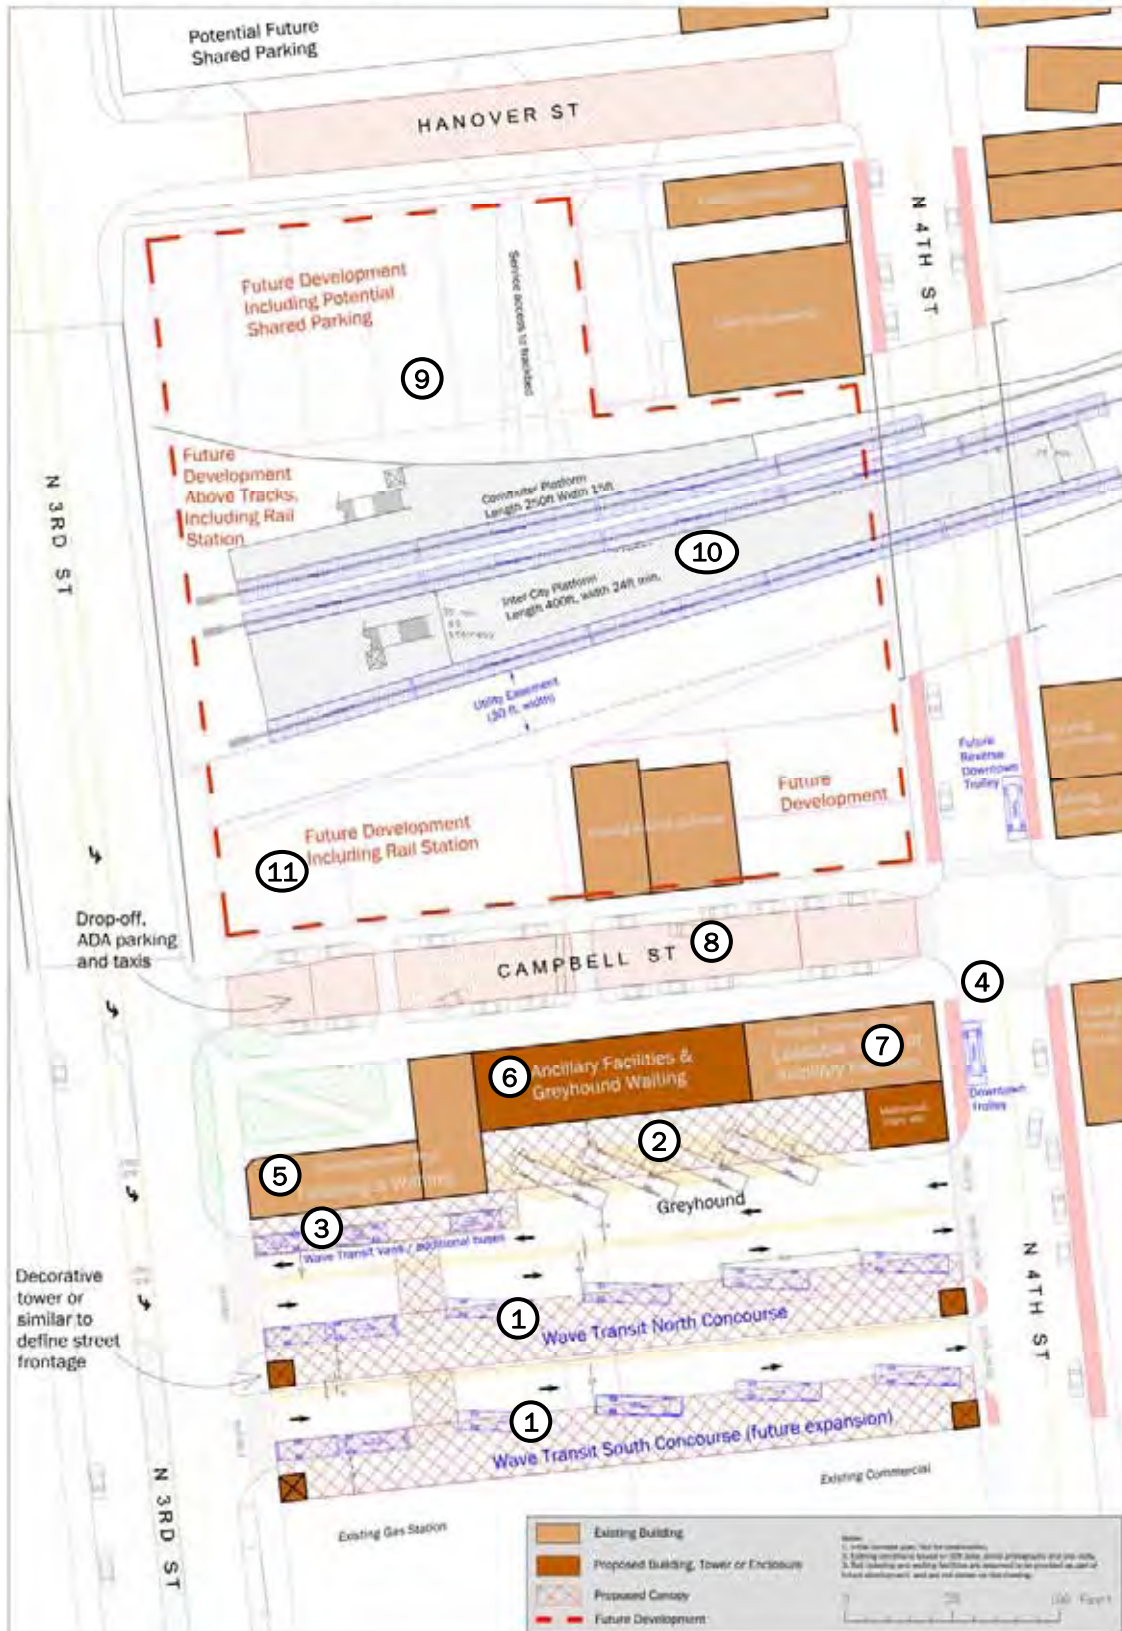 Potential Future
Shared Parking
HANOVER ST
N 4TH ST
Future Development
Including Potential
Shared Parking
Service access to trackbed
9
Future
Development
Above Tracks,
Including Rail
Station
N 3RD ST
Commuter Platform
Length 250ft Width 15ft
10
Inter City Platform
Length 400ft, width 24ft min.
Utility Easement
(30 ft. width)
Future
Reverse
Downtown
Trolley
Future
Development
Future Development
Including Rail Station
11
Drop-off,
ADA parking
and taxis
CAMPBELL ST
8
4
6
Ancillary Facilities &
Greyhound Waiting
7
Downtown
Trolley
2
5
Greyhound
3
Wave Transit vans / additional buses
Decorative
tower or
similar to
define street
frontage
1
Wave Transit North Concourse
N 4TH ST
1
Wave Transit South Concourse (future expansion)
Existing Commercial
N 3RD ST
Existing Gas Station
Existing Building
Proposed Building, Tower or Enclosure
Proposed Canopy
Future Development
Notes:
0
100 Feet